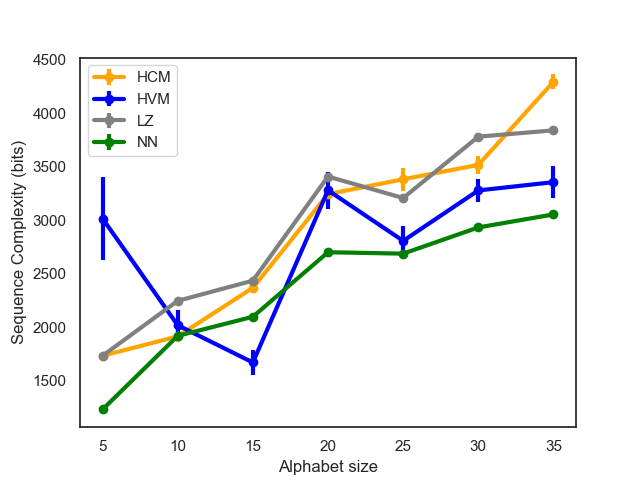 4500
4000
3500
3000
2500
2000
1500
Sequence Complexity (bits)
HCM
HVM
LZ
NN
5 10 15 20 25 30 35
Alphabet size